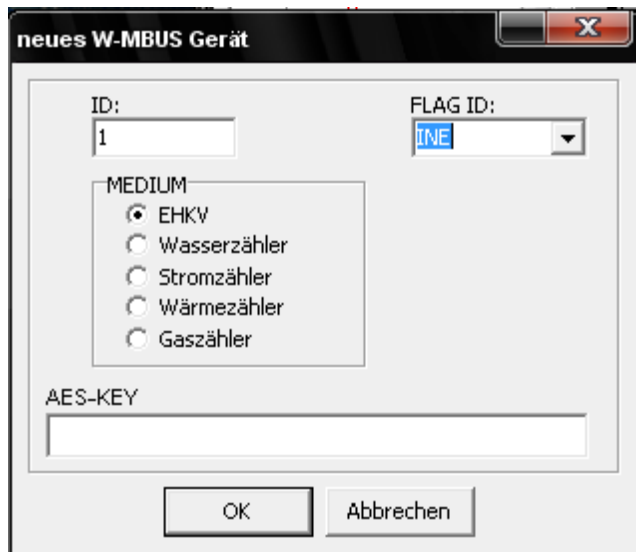 neues W-MBUS Gerät
ID:
FLAG ID:
1
INE
MEDIUM
EHKV
Wasserzähler
Stromzähler
Wärmezähler
Gaszähler
AES-KEY
OK
Abbrechen